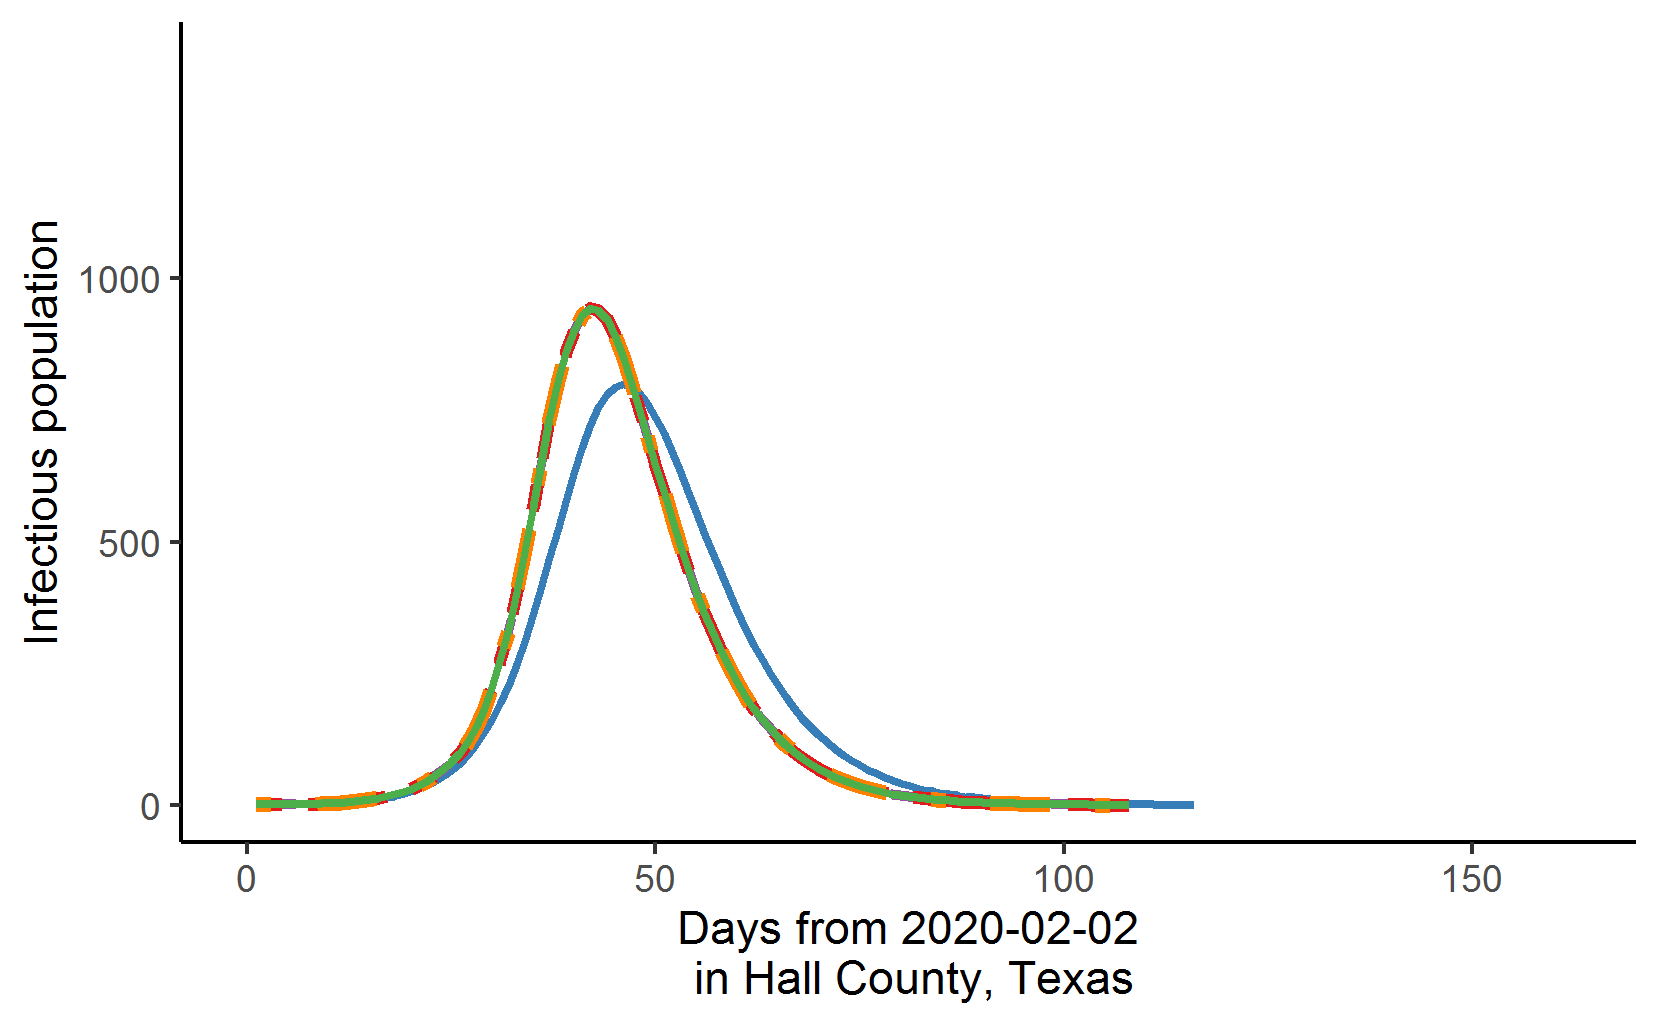 Infectious population
1000
500
0
0 50 100 150
Days from 2020-02-02
in Hall County, Texas